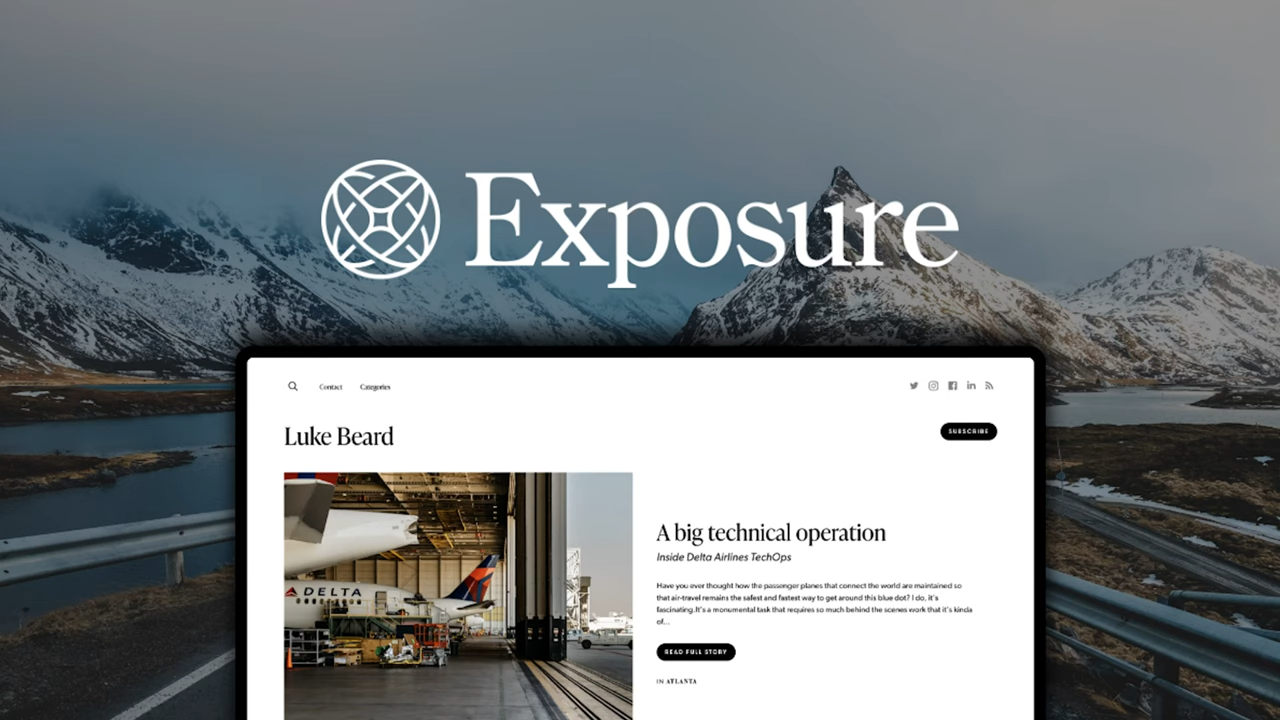 Exposure
Contact Categories
Luke Beard
SUBSCRIBE
DELTA
A big technical operation
Inside Delta Airlines TechOps
Have you ever thought how the passenger planes that connect the world are maintained so
that air-travel remains the safest and fastest way to get around this blue dot? I do, it's
fascinating.It's a monumental task that requires so much behind the scenes work that it's kinda
of...
READ FULL STORY
IN ATLANTA